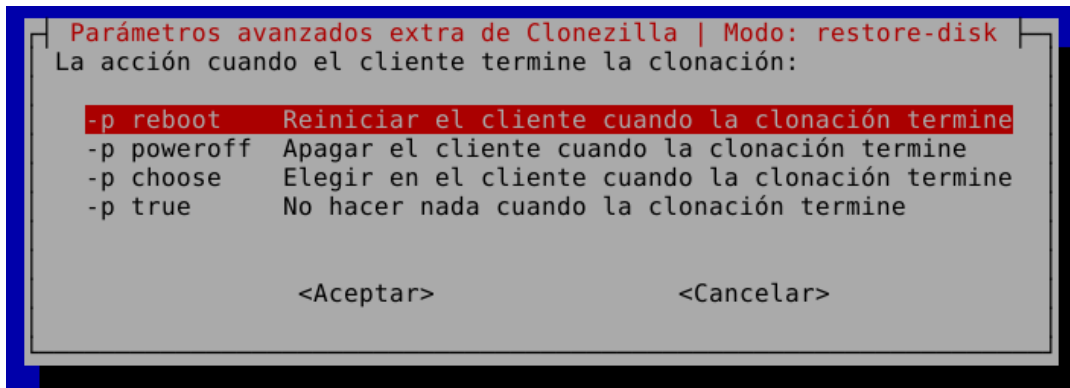 Parámetros avanzados extra de Clonezilla | Modo: restore-disk
La acción cuando el cliente termine la clonación:
-p reboot Reiniciar el cliente cuando la clonación termine
-p poweroff Apagar el cliente cuando la clonación termine
-p choose Elegir en el cliente cuando la clonación termine
-p true No hacer nada cuando la clonación termine
<Aceptar> <Cancelar>